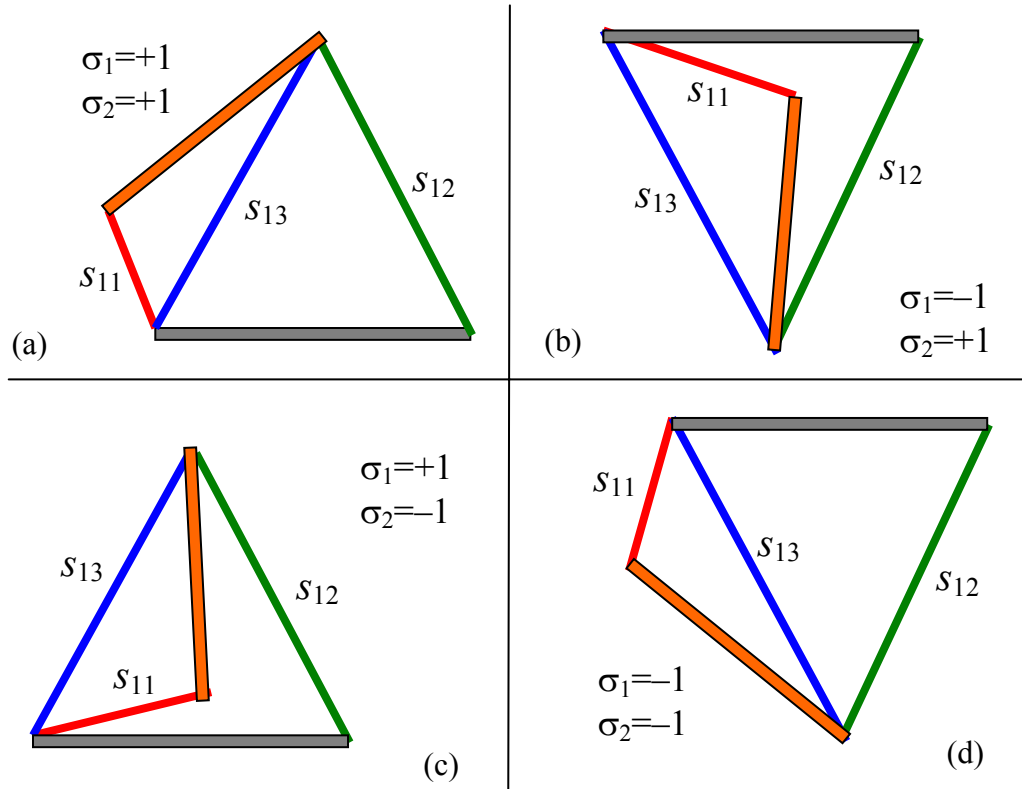 σ₁=+1
σ₂=+1
s₁₂
s₁₃
s₁₁
(a)
s₁₁
s₁₂
s₁₃
σ₁=–1
σ₂=+1
(b)
σ₁=+1
σ₂=–1
s₁₃
s₁₂
s₁₁
(c)
s₁₁
s₁₃
s₁₂
σ₁=–1
σ₂=–1
(d)